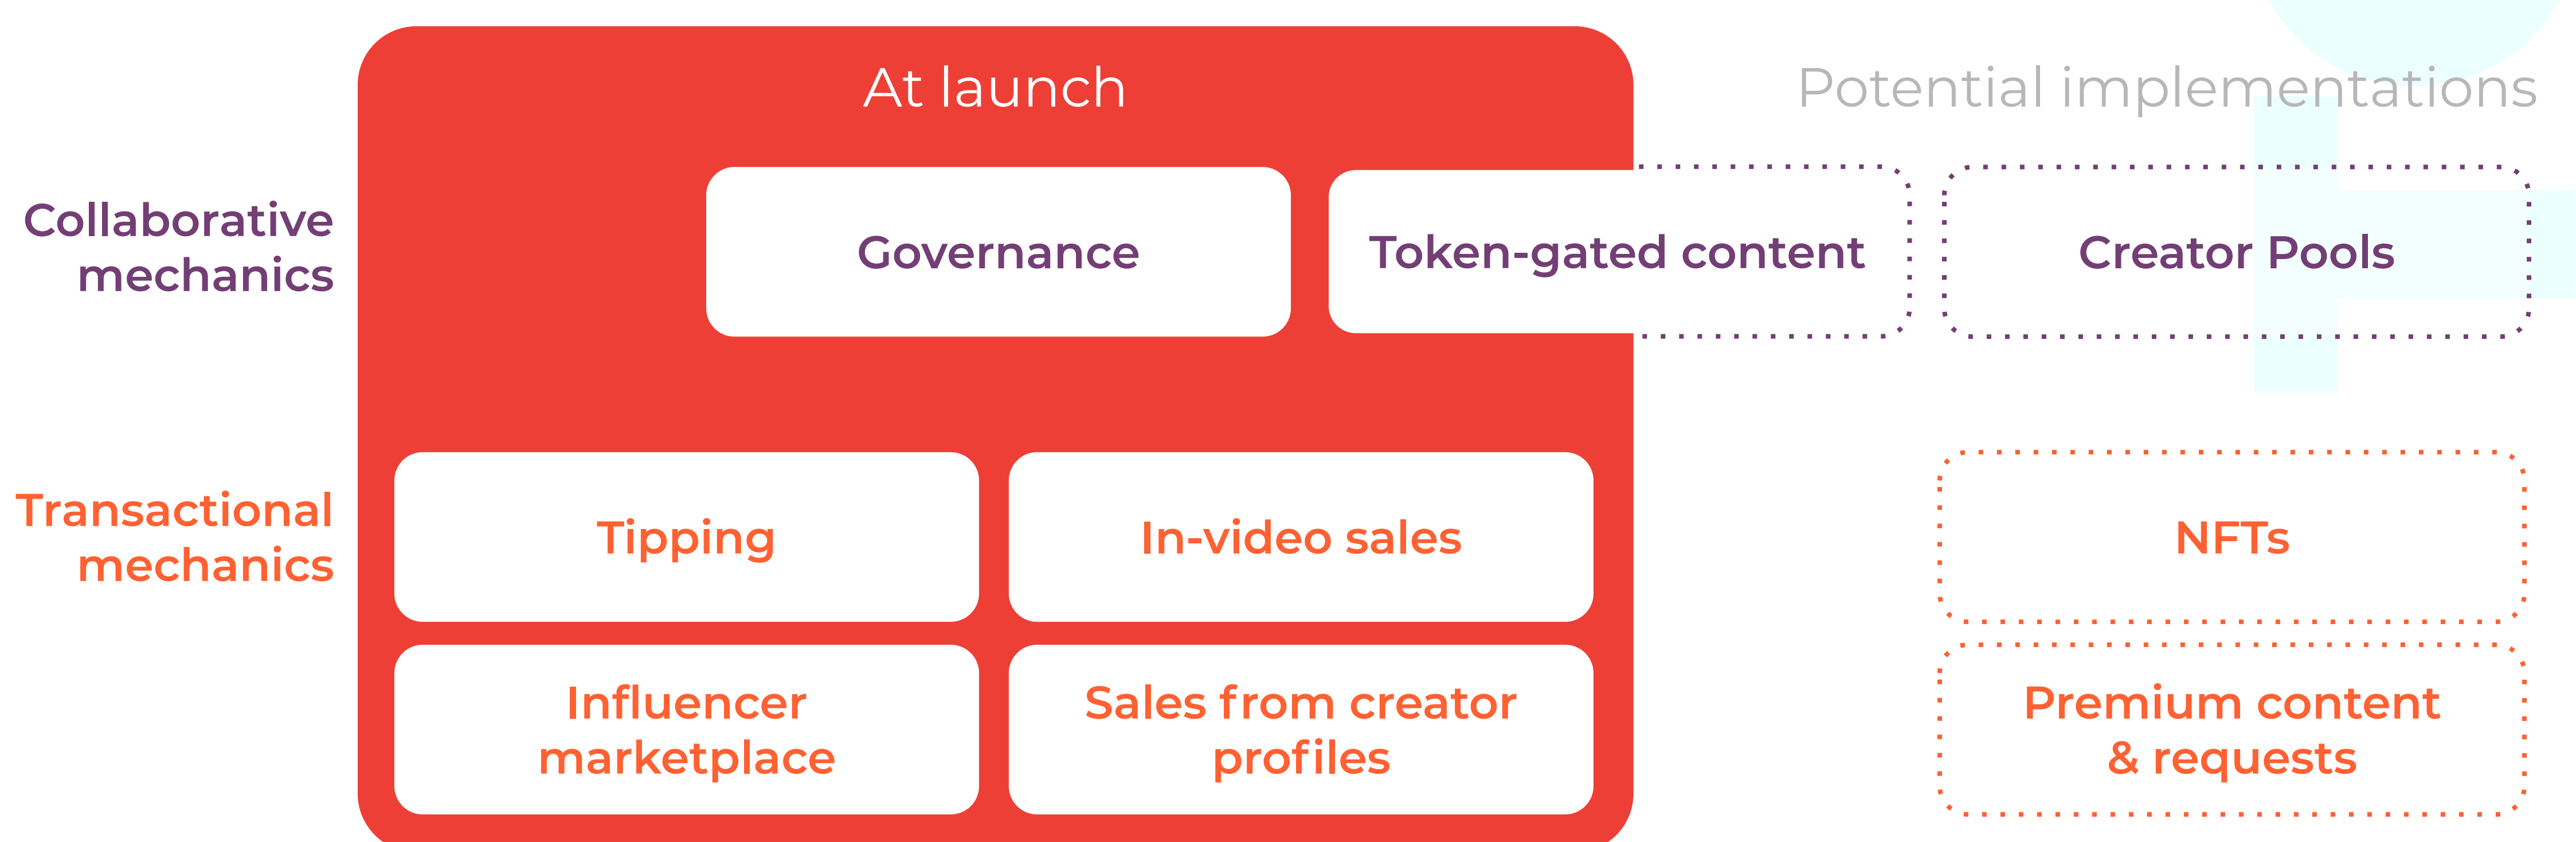 At launch
Potential implementations
Collaborative
mechanics
Governance
Token-gated content
Creator Pools
Transactional
mechanics
Tipping
In-video sales
NFTs
Influencer
marketplace
Sales from creator
profiles
Premium content
& requests